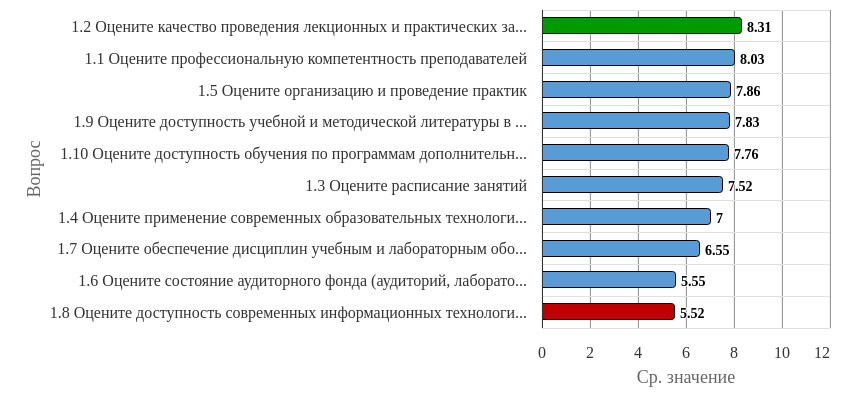 1.2 Оцените качество проведения лекционных и практических за... 8.31
1.1 Оцените профессиональную компетентность преподавателей 8.03
1.5 Оцените организацию и проведение практик 7.86
1.9 Оцените доступность учебной и методической литературы в ... 7.83
1.10 Оцените доступность обучения по программам дополнительн... 7.76
1.3 Оцените расписание занятий 7.52
1.4 Оцените применение современных образовательных технологи... 7
1.7 Оцените обеспечение дисциплин учебным и лабораторным обо... 6.55
1.6 Оцените состояние аудиторного фонда (аудиторий, лаборато... 5.55
1.8 Оцените доступность современных информационных технологи... 5.52
Вопрос
0 2 4 6 8 10 12
Ср. значение